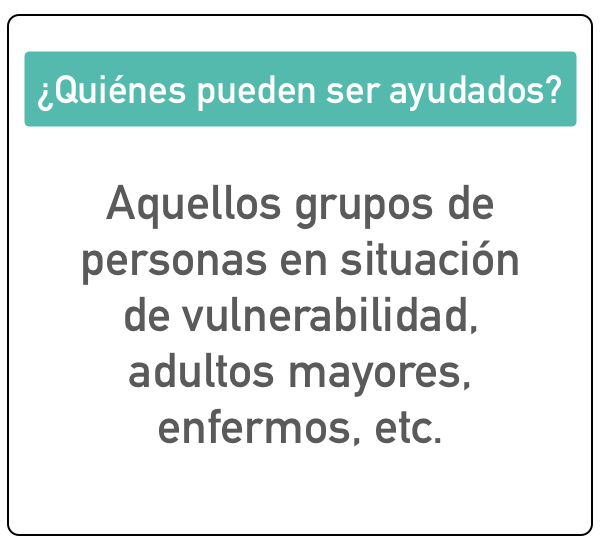 ¿Quiénes pueden ser ayudados?
Aquellos grupos de
personas en situación
de vulnerabilidad,
adultos mayores,
enfermos, etc.